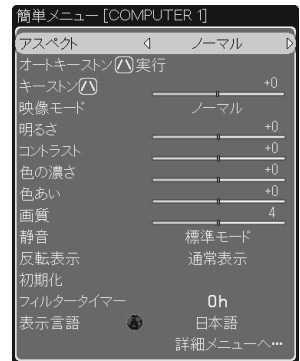 簡単メニュー [COMPUTER 1]
アスペクト ノーマル
オートキーストン 実行
キーストン +0
映像モード ノーマル
明るさ +0
コントラスト +0
色の濃さ +0
色あい +0
画質 4
静音 標準モード
反転表示 通常表示
初期化
フィルタータイマー 0h
表示言語 日本語
詳細メニューへ…